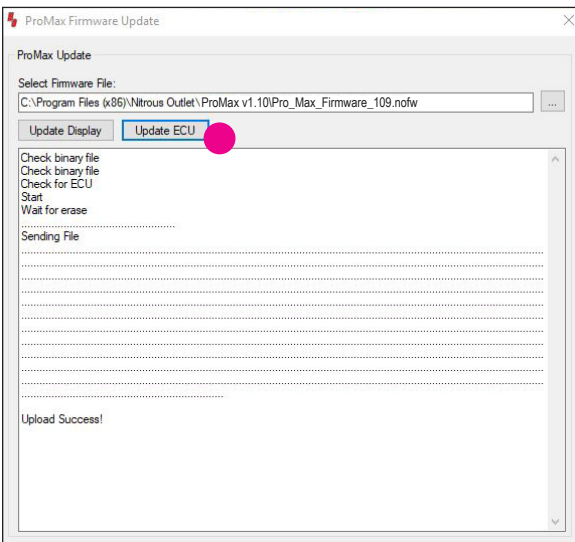 ProMax Firmware Update
ProMax Update
Select Firmware File:
C:\Program Files (x86)\Nitrous Outlet\ProMax v1.10\Pro_Max_Firmware_109.nofw ...
Update Display Update ECU
Check binary file
Check binary file
Check for ECU
Start
Wait for erase
...................................................
Sending File
..............................................................................................................................................................................
..............................................................................................................................................................................
..............................................................................................................................................................................
..............................................................................................................................................................................
..............................................................................................................................................................................
..............................................................................................................................................................................
..............................................................................................................................................................................
..............................................................................................................................................................................
..............................................................................................................................................................................
..............................................................................................................................................................................
..............................................................................................................................................................................
...................................................................
Upload Success!